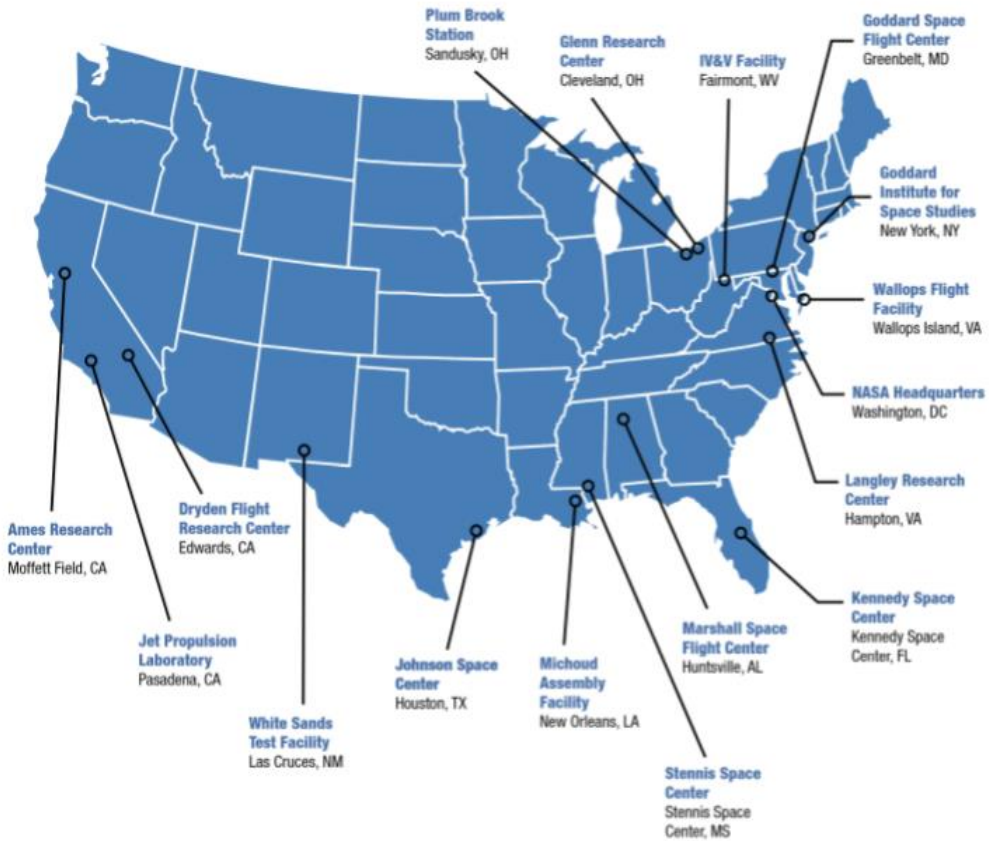 Plum Brook
Station
Sandusky, OH
Glenn Research
Center
Cleveland, OH
IV&V Facility
Fairmont, WV
Goddard Space
Flight Center
Greenbelt, MD
Goddard
Institute for
Space Studies
New York, NY
Wallops Flight
Facility
Wallops Island, VA
NASA Headquarters
Washington, DC
Langley Research
Center
Hampton, VA
Kennedy Space
Center
Kennedy Space
Center, FL
Marshall Space
Flight Center
Huntsville, AL
Stennis Space
Center
Stennis Space
Center, MS
Michoud
Assembly
Facility
New Orleans, LA
Johnson Space
Center
Houston, TX
White Sands
Test Facility
Las Cruces, NM
Jet Propulsion
Laboratory
Pasadena, CA
Dryden Flight
Research Center
Edwards, CA
Ames Research
Center
Moffett Field, CA